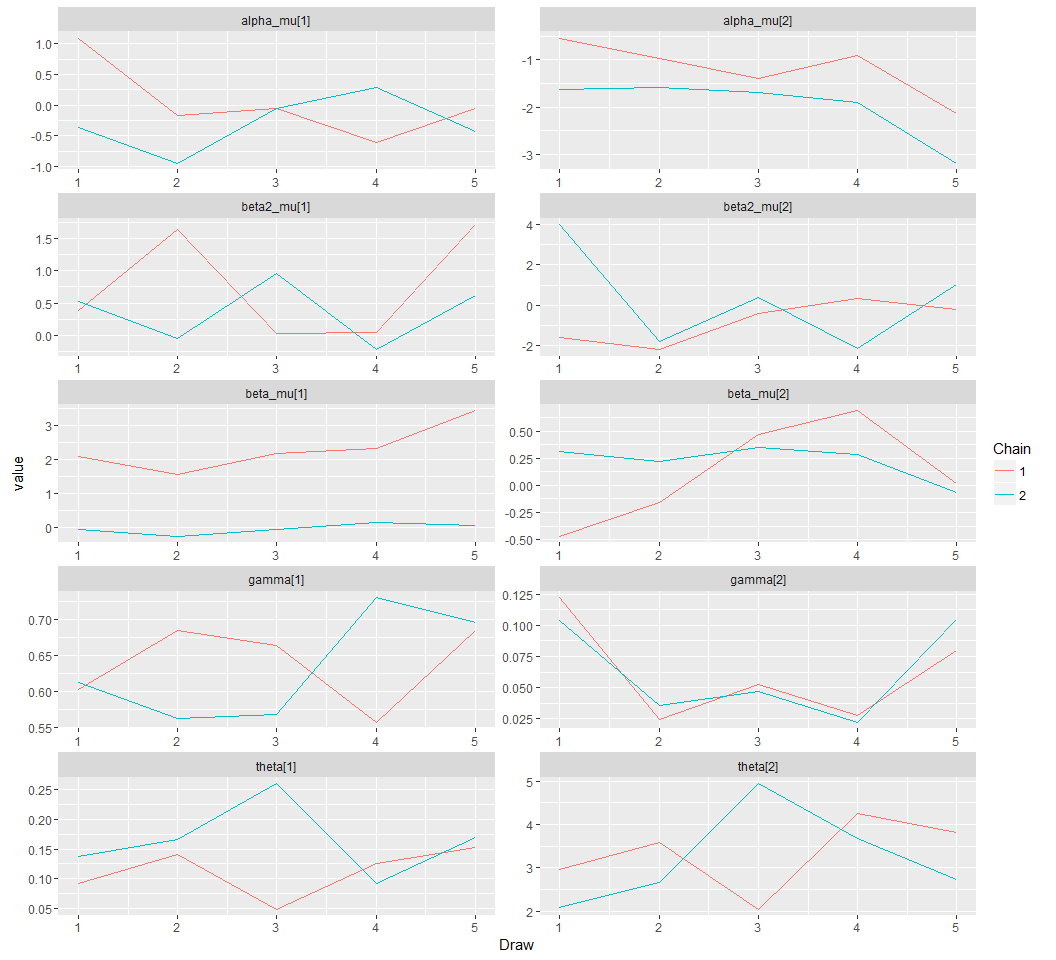 alpha_mu[1]
alpha_mu[2]
1.0
0.5
0.0
-0.5
-1.0
1 2 3 4 5
-1
-2
-3
1 2 3 4 5
beta2_mu[1]
beta2_mu[2]
1.5
1.0
0.5
0.0
1 2 3 4 5
4
2
0
-2
1 2 3 4 5
beta_mu[1]
beta_mu[2]
3
2
1
0
1 2 3 4 5
0.50
0.25
0.00
-0.25
-0.50
1 2 3 4 5
gamma[1]
gamma[2]
0.70
0.65
0.60
0.55
1 2 3 4 5
0.125
0.100
0.075
0.050
0.025
1 2 3 4 5
theta[1]
theta[2]
0.25
0.20
0.15
0.10
0.05
1 2 3 4 5
5
4
3
2
1 2 3 4 5
value
Draw
Chain
1
2